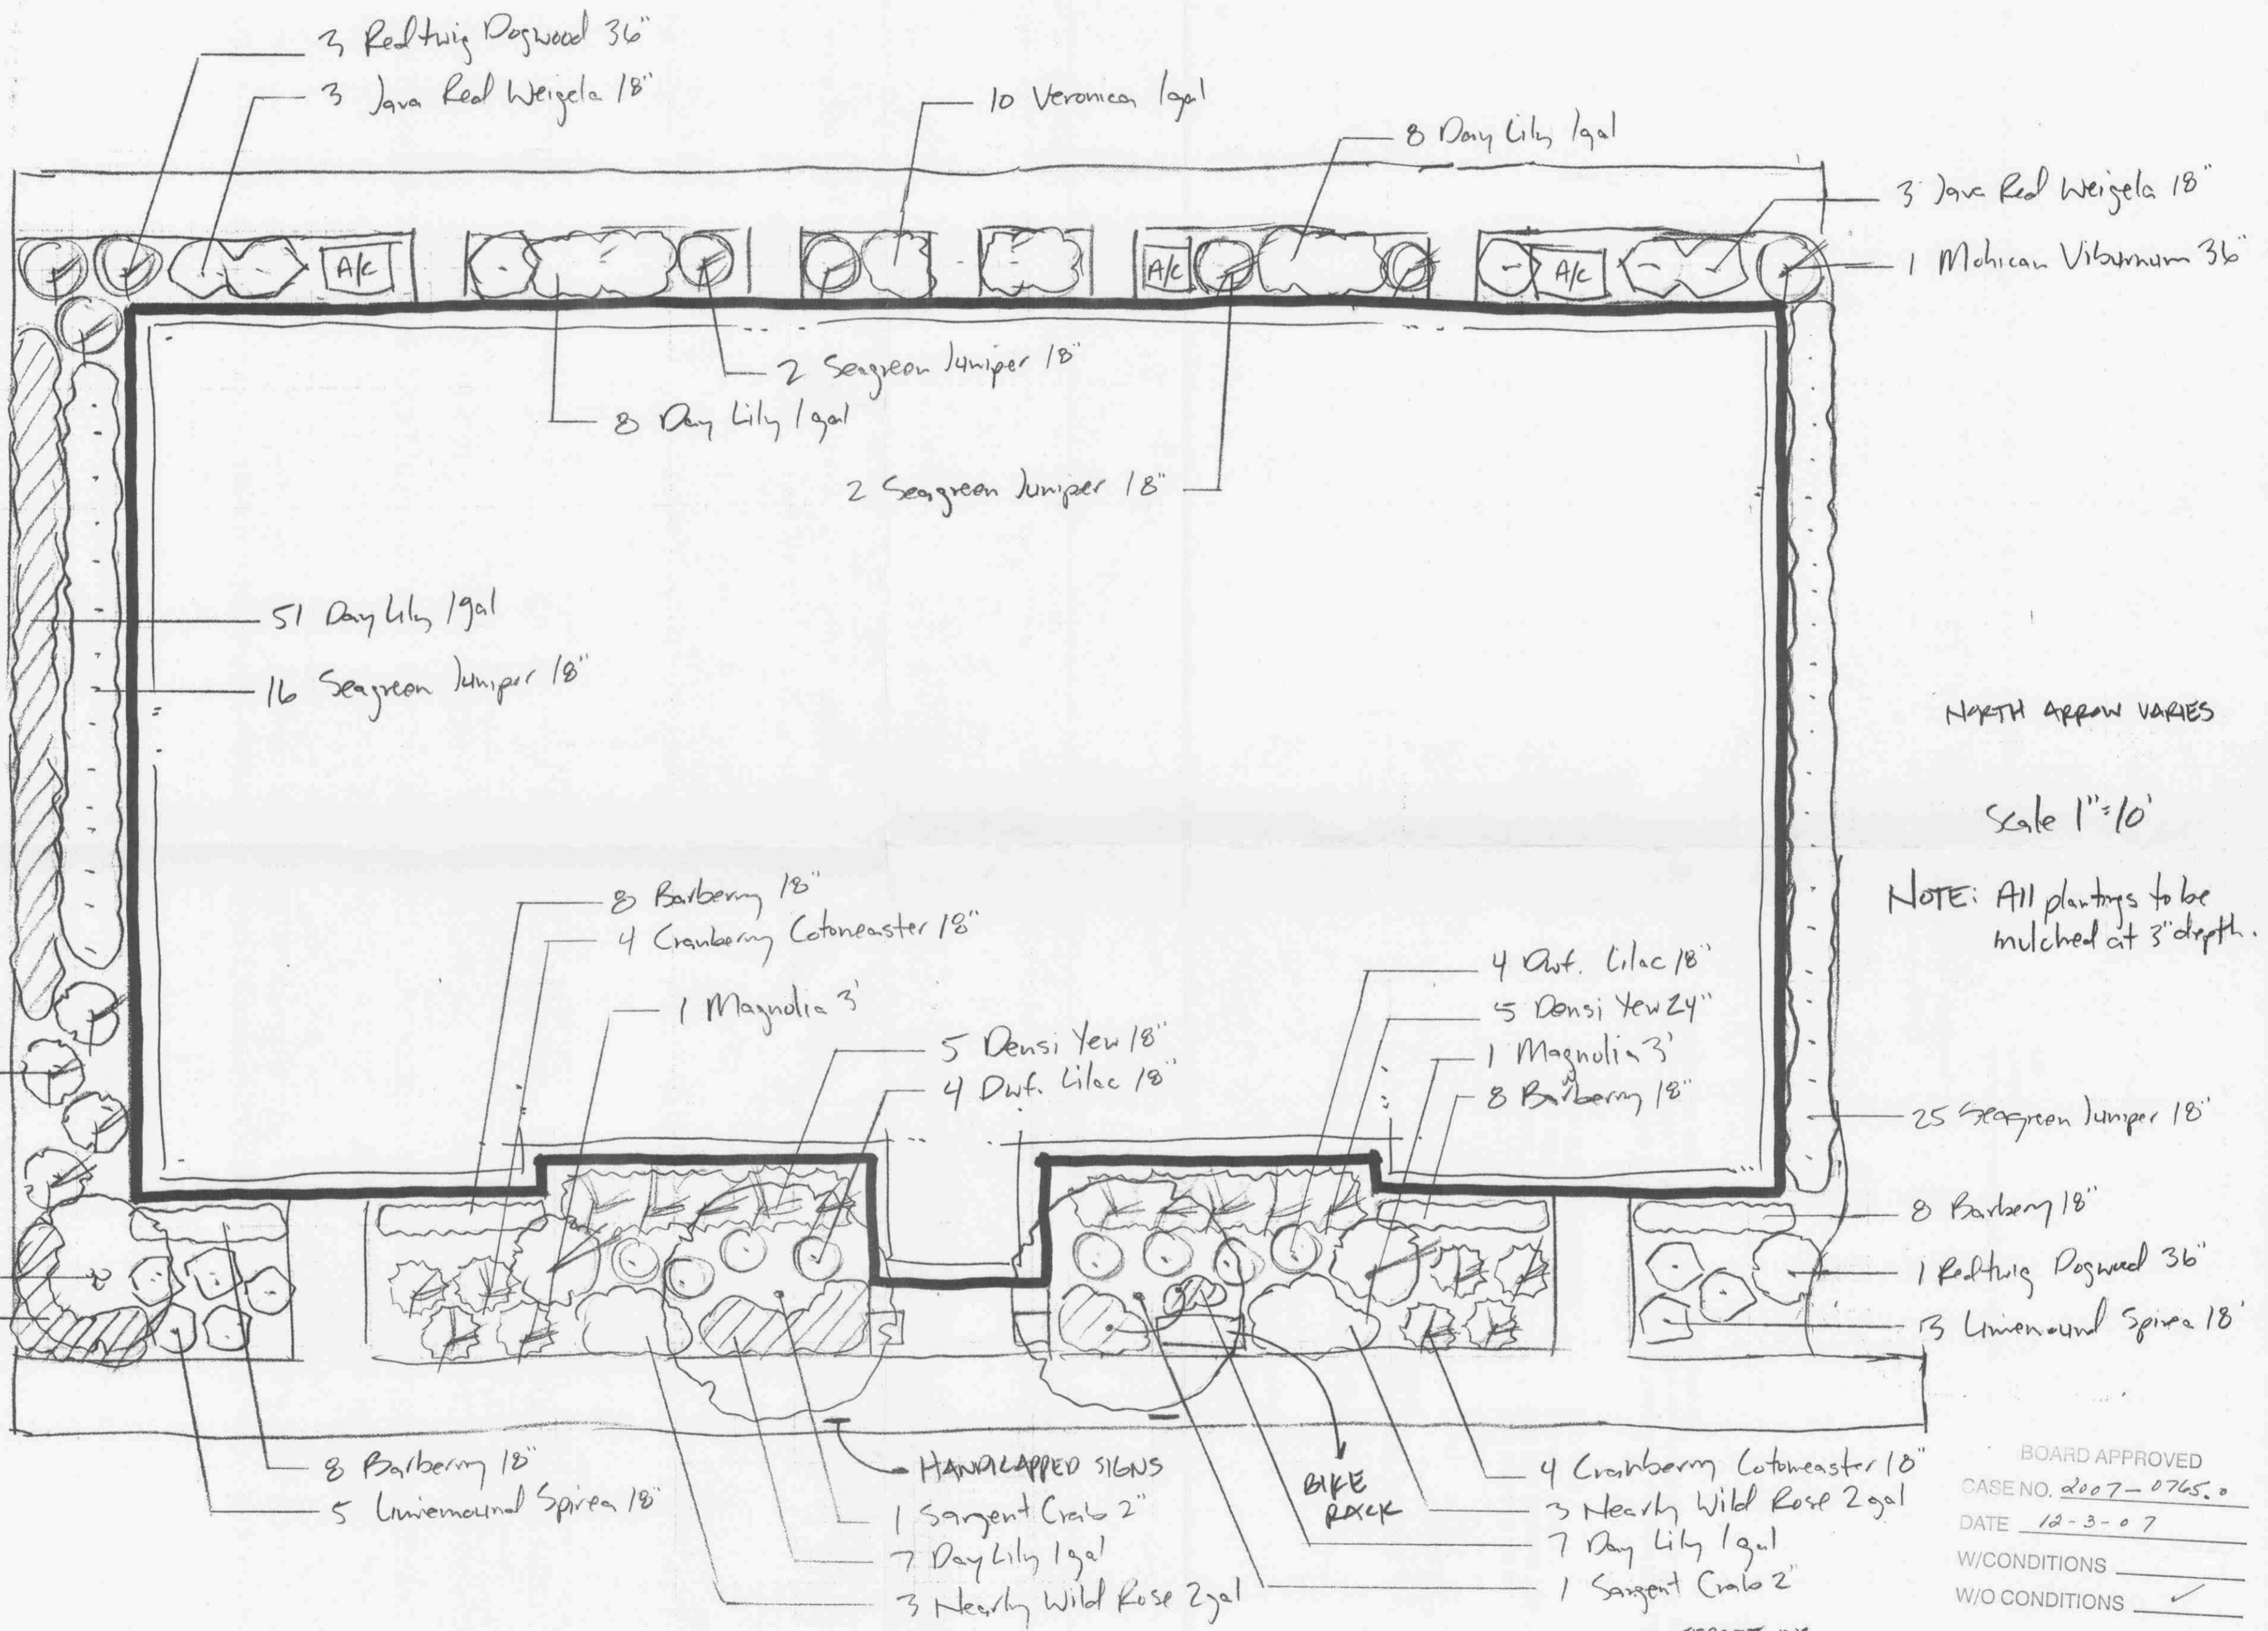 3 Redtwig Dogwood 36"
3 Java Red Weigela 18"
10 Veronica 1gal
8 Day Lily 1gal
3 Java Red Weigela 18"
1 Mohican Viburnum 36"
A/C
A/C
A/C
2 Seagreen Juniper 18"
8 Day Lily 1gal
2 Seagreen Juniper 18"
51 Day Lily 1gal
16 Seagreen Juniper 18"
NORTH ARROW VARIES
Scale 1"=10'
NOTE: All plantings to be
mulched at 3" depth.
8 Barberry 18"
4 Cranberry Cotoneaster 18"
1 Magnolia 3'
5 Densi Yew 18"
4 Dwf. Lilac 18"
4 Dwf. Lilac 18"
5 Densi Yew 24"
1 Magnolia 3'
8 Barberry 18"
25 Seagreen Juniper 18"
8 Barberry 18"
1 Redtwig Dogwood 36"
3 Limemound Spirea 18'
8 Barberry 18"
5 Limemound Spirea 18"
HANDICAPPED SIGNS
1 Sargent Crab 2"
7 Day Lily 1gal
3 Nearly Wild Rose 2gal
BIKE
RACK
4 Cranberry Cotoneaster 18"
3 Nearly Wild Rose 2gal
7 Day Lily 1gal
1 Sargent Crab 2"
BOARD APPROVED
CASE NO. 2007-0765.0
DATE 12-3-07
W/CONDITIONS
W/O CONDITIONS ✓